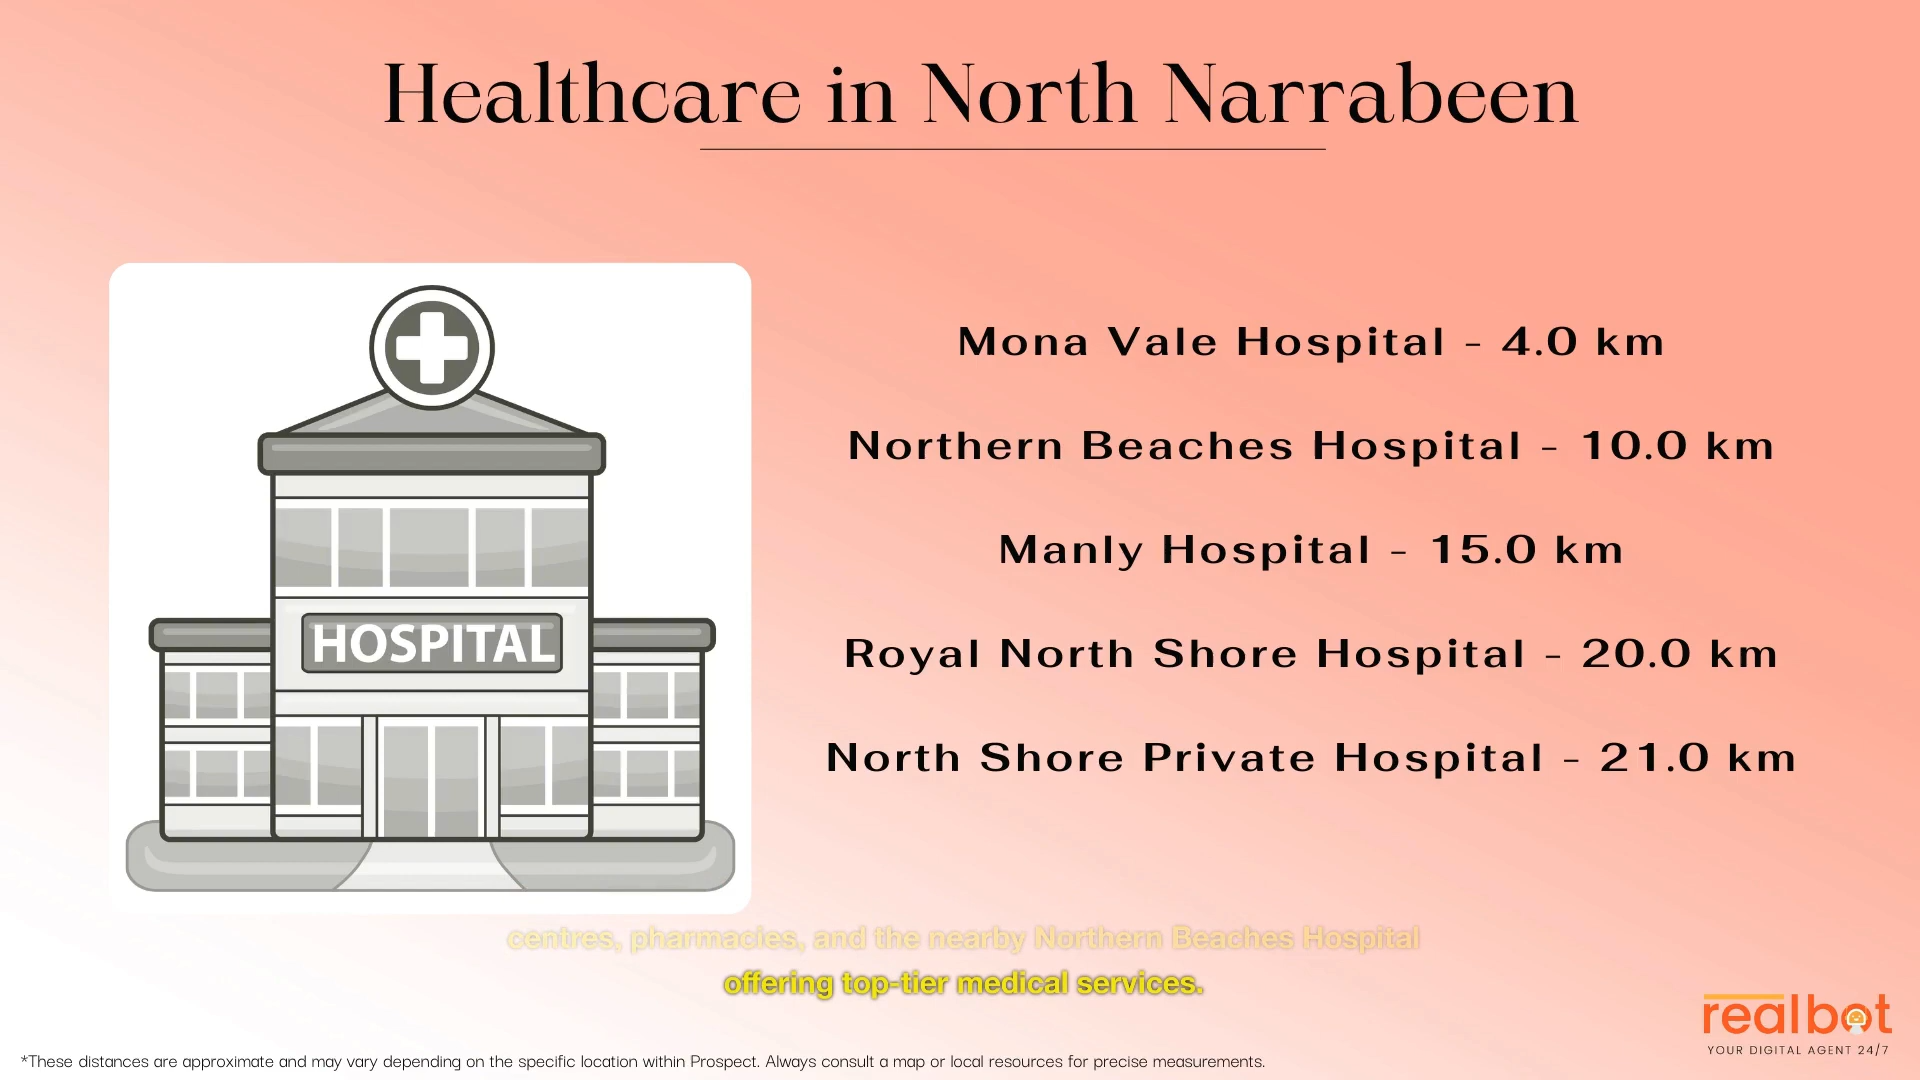 Healthcare in North Narrabeen
HOSPITAL
Mona Vale Hospital - 4.0 km
Northern Beaches Hospital - 10.0 km
Manly Hospital - 15.0 km
Royal North Shore Hospital - 20.0 km
North Shore Private Hospital - 21.0 km
centres, pharmacies, and the nearby Northern Beaches Hospital
offering top-tier medical services.
realbot
YOUR DIGITAL AGENT 24/7
*These distances are approximate and may vary depending on the specific location within Prospect. Always consult a map or local resources for precise measurements.